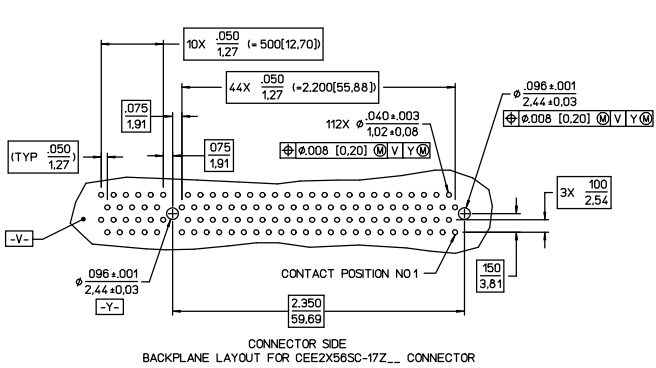 10X .050 (= 500[12,70])
1,27
44X .050 (=2.200[55,88])
1,27
.075
1,91
(TYP .050
1,27)
.075
1,91
112X ø .040±.003
1,02±0,08
⌖ ø.008 [0,20] Ⓜ V Y Ⓜ
ø .096±.001
2,44±0,03
⌖ ø.008 [0,20] Ⓜ V Y Ⓜ
3X .100
2,54
-V-
ø .096±.001
2,44±0,03
-Y-
CONTACT POSITION NO 1
.150
3,81
2.350
59,69
CONNECTOR SIDE
BACKPLANE LAYOUT FOR CEE2X56SC-17Z__ CONNECTOR